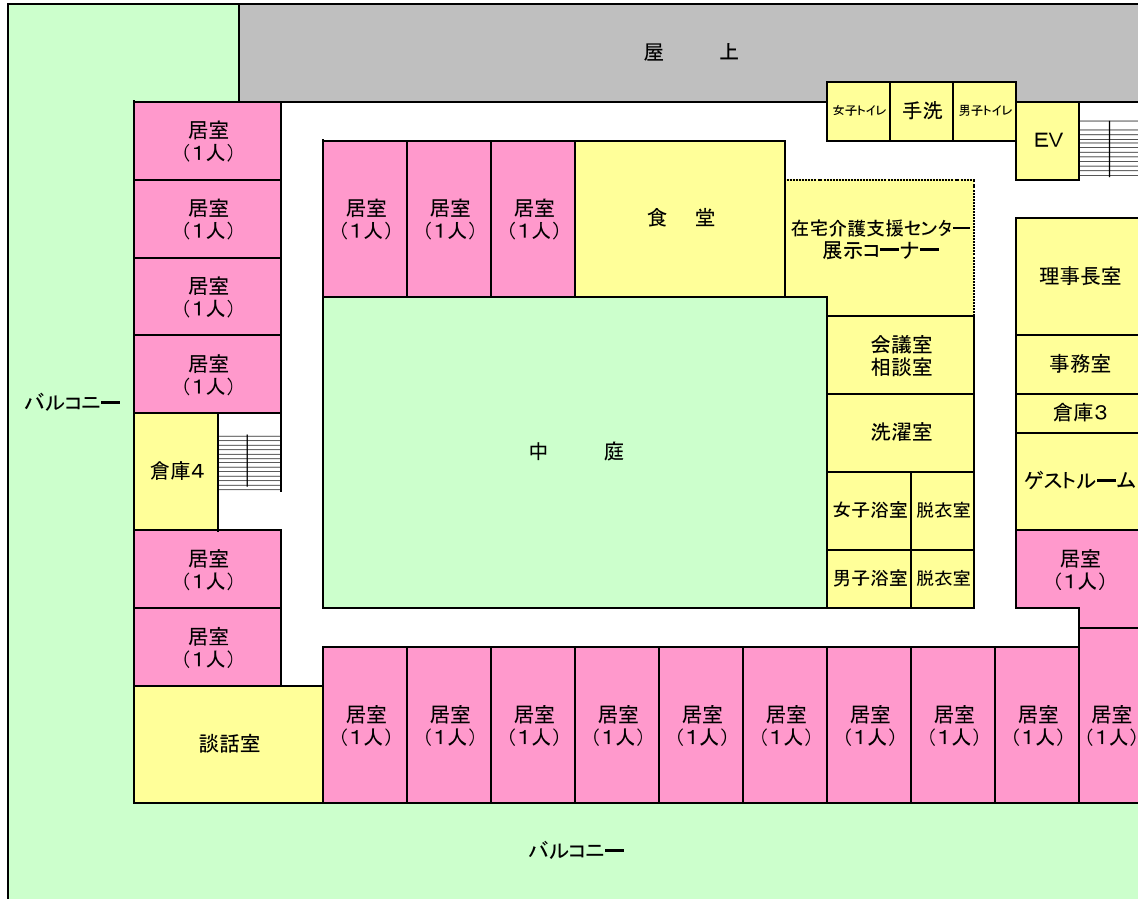 屋　上
女子トイレ
手洗
男子トイレ
EV
居室
(1人)
居室
(1人)
居室
(1人)
居室
(1人)
居室
(1人)
居室
(1人)
居室
(1人)
食　堂
在宅介護支援センター
展示コーナー
理事長室
会議室
相談室
事務室
バルコニー
倉庫3
洗濯室
中　庭
倉庫4
ゲストルーム
女子浴室
脱衣室
居室
(1人)
居室
(1人)
男子浴室
脱衣室
居室
(1人)
談話室
居室
(1人)
居室
(1人)
居室
(1人)
居室
(1人)
居室
(1人)
居室
(1人)
居室
(1人)
居室
(1人)
居室
(1人)
居室
(1人)
バルコニー